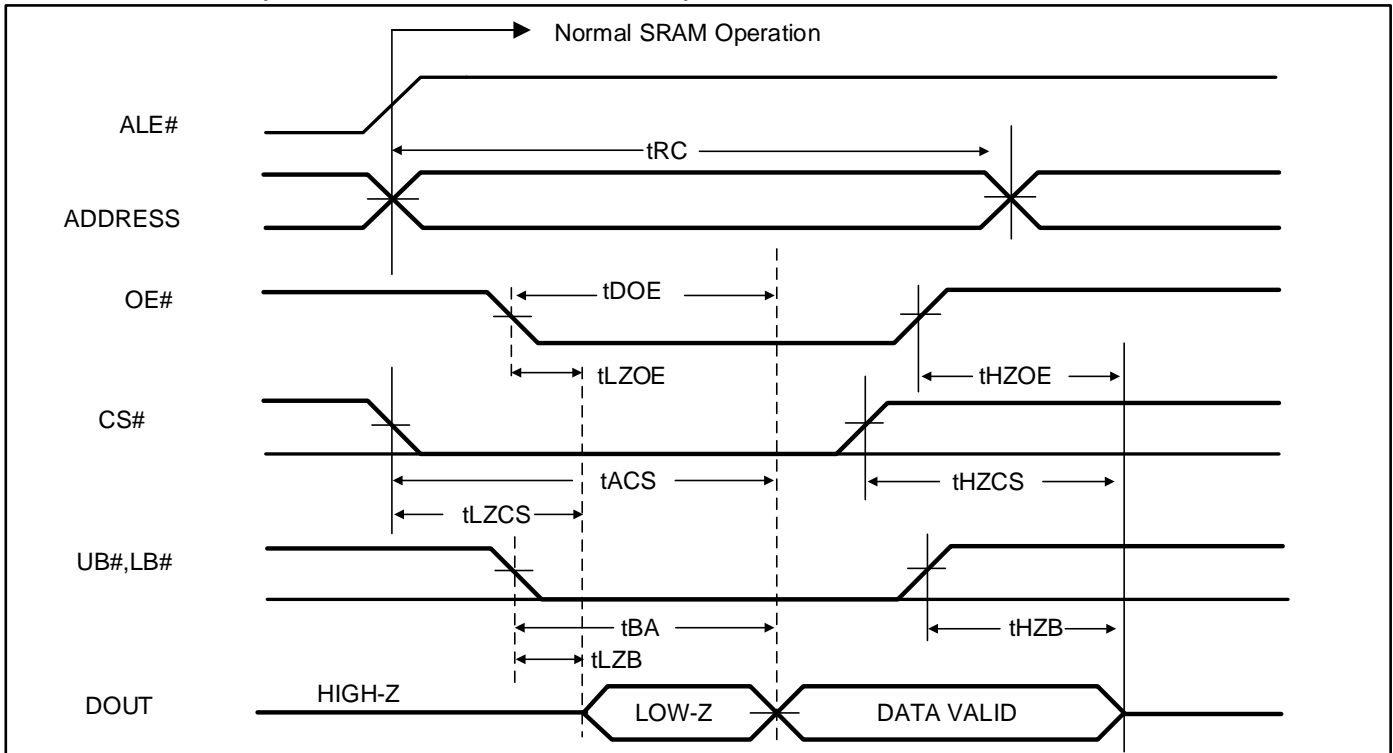 Normal SRAM Operation
ALE#
tRC
ADDRESS
OE#
tDOE
tLZOE
tHZOE
CS#
tACS
tHZCS
tLZCS
UB#,LB#
tBA
tHZB
tLZB
DOUT
HIGH-Z
LOW-Z
DATA VALID